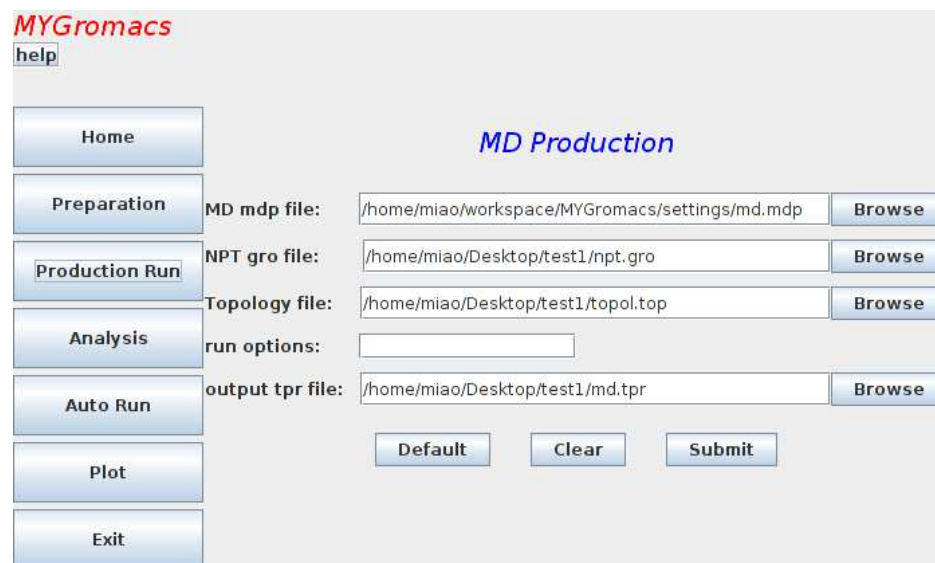 MYGromacs
help
Home
MD Production
Preparation
MD mdp file: /home/miao/workspace/MYGromacs/settings/md.mdp Browse
Production Run
NPT gro file: /home/miao/Desktop/test1/npt.gro Browse
Topology file: /home/miao/Desktop/test1/topol.top Browse
Analysis
run options:
Auto Run
output tpr file: /home/miao/Desktop/test1/md.tpr Browse
Default Clear Submit
Plot
Exit